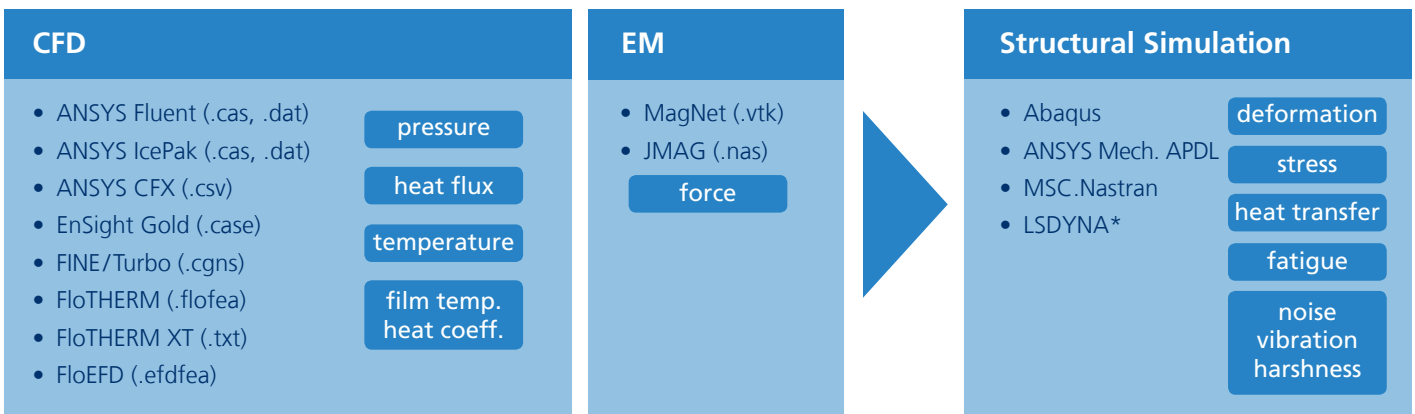 CFD
• ANSYS Fluent (.cas, .dat)
• ANSYS IcePak (.cas, .dat)
• ANSYS CFX (.csv)
• EnSight Gold (.case)
• FINE/Turbo (.cgns)
• FloTHERM (.flofea)
• FloTHERM XT (.txt)
• FloEFD (.efdfea)
pressure
heat flux
temperature
film temp.
heat coeff.
EM
• MagNet (.vtk)
• JMAG (.nas)
force
Structural Simulation
• Abaqus
• ANSYS Mech. APDL
• MSC.Nastran
• LSDYNA*
deformation
stress
heat transfer
fatigue
noise
vibration
harshness